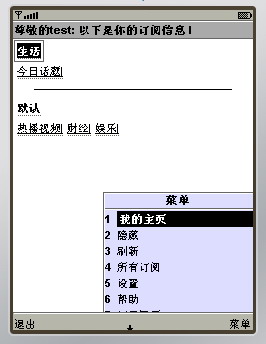 尊敬的test: 以下是你的订阅信息!
生活
今日话题|
默认
热播视频| 财经| 娱乐|
菜单
1 我的主页
2 隐藏
3 刷新
4 所有订阅
5 设置
6 帮助
退出 菜单